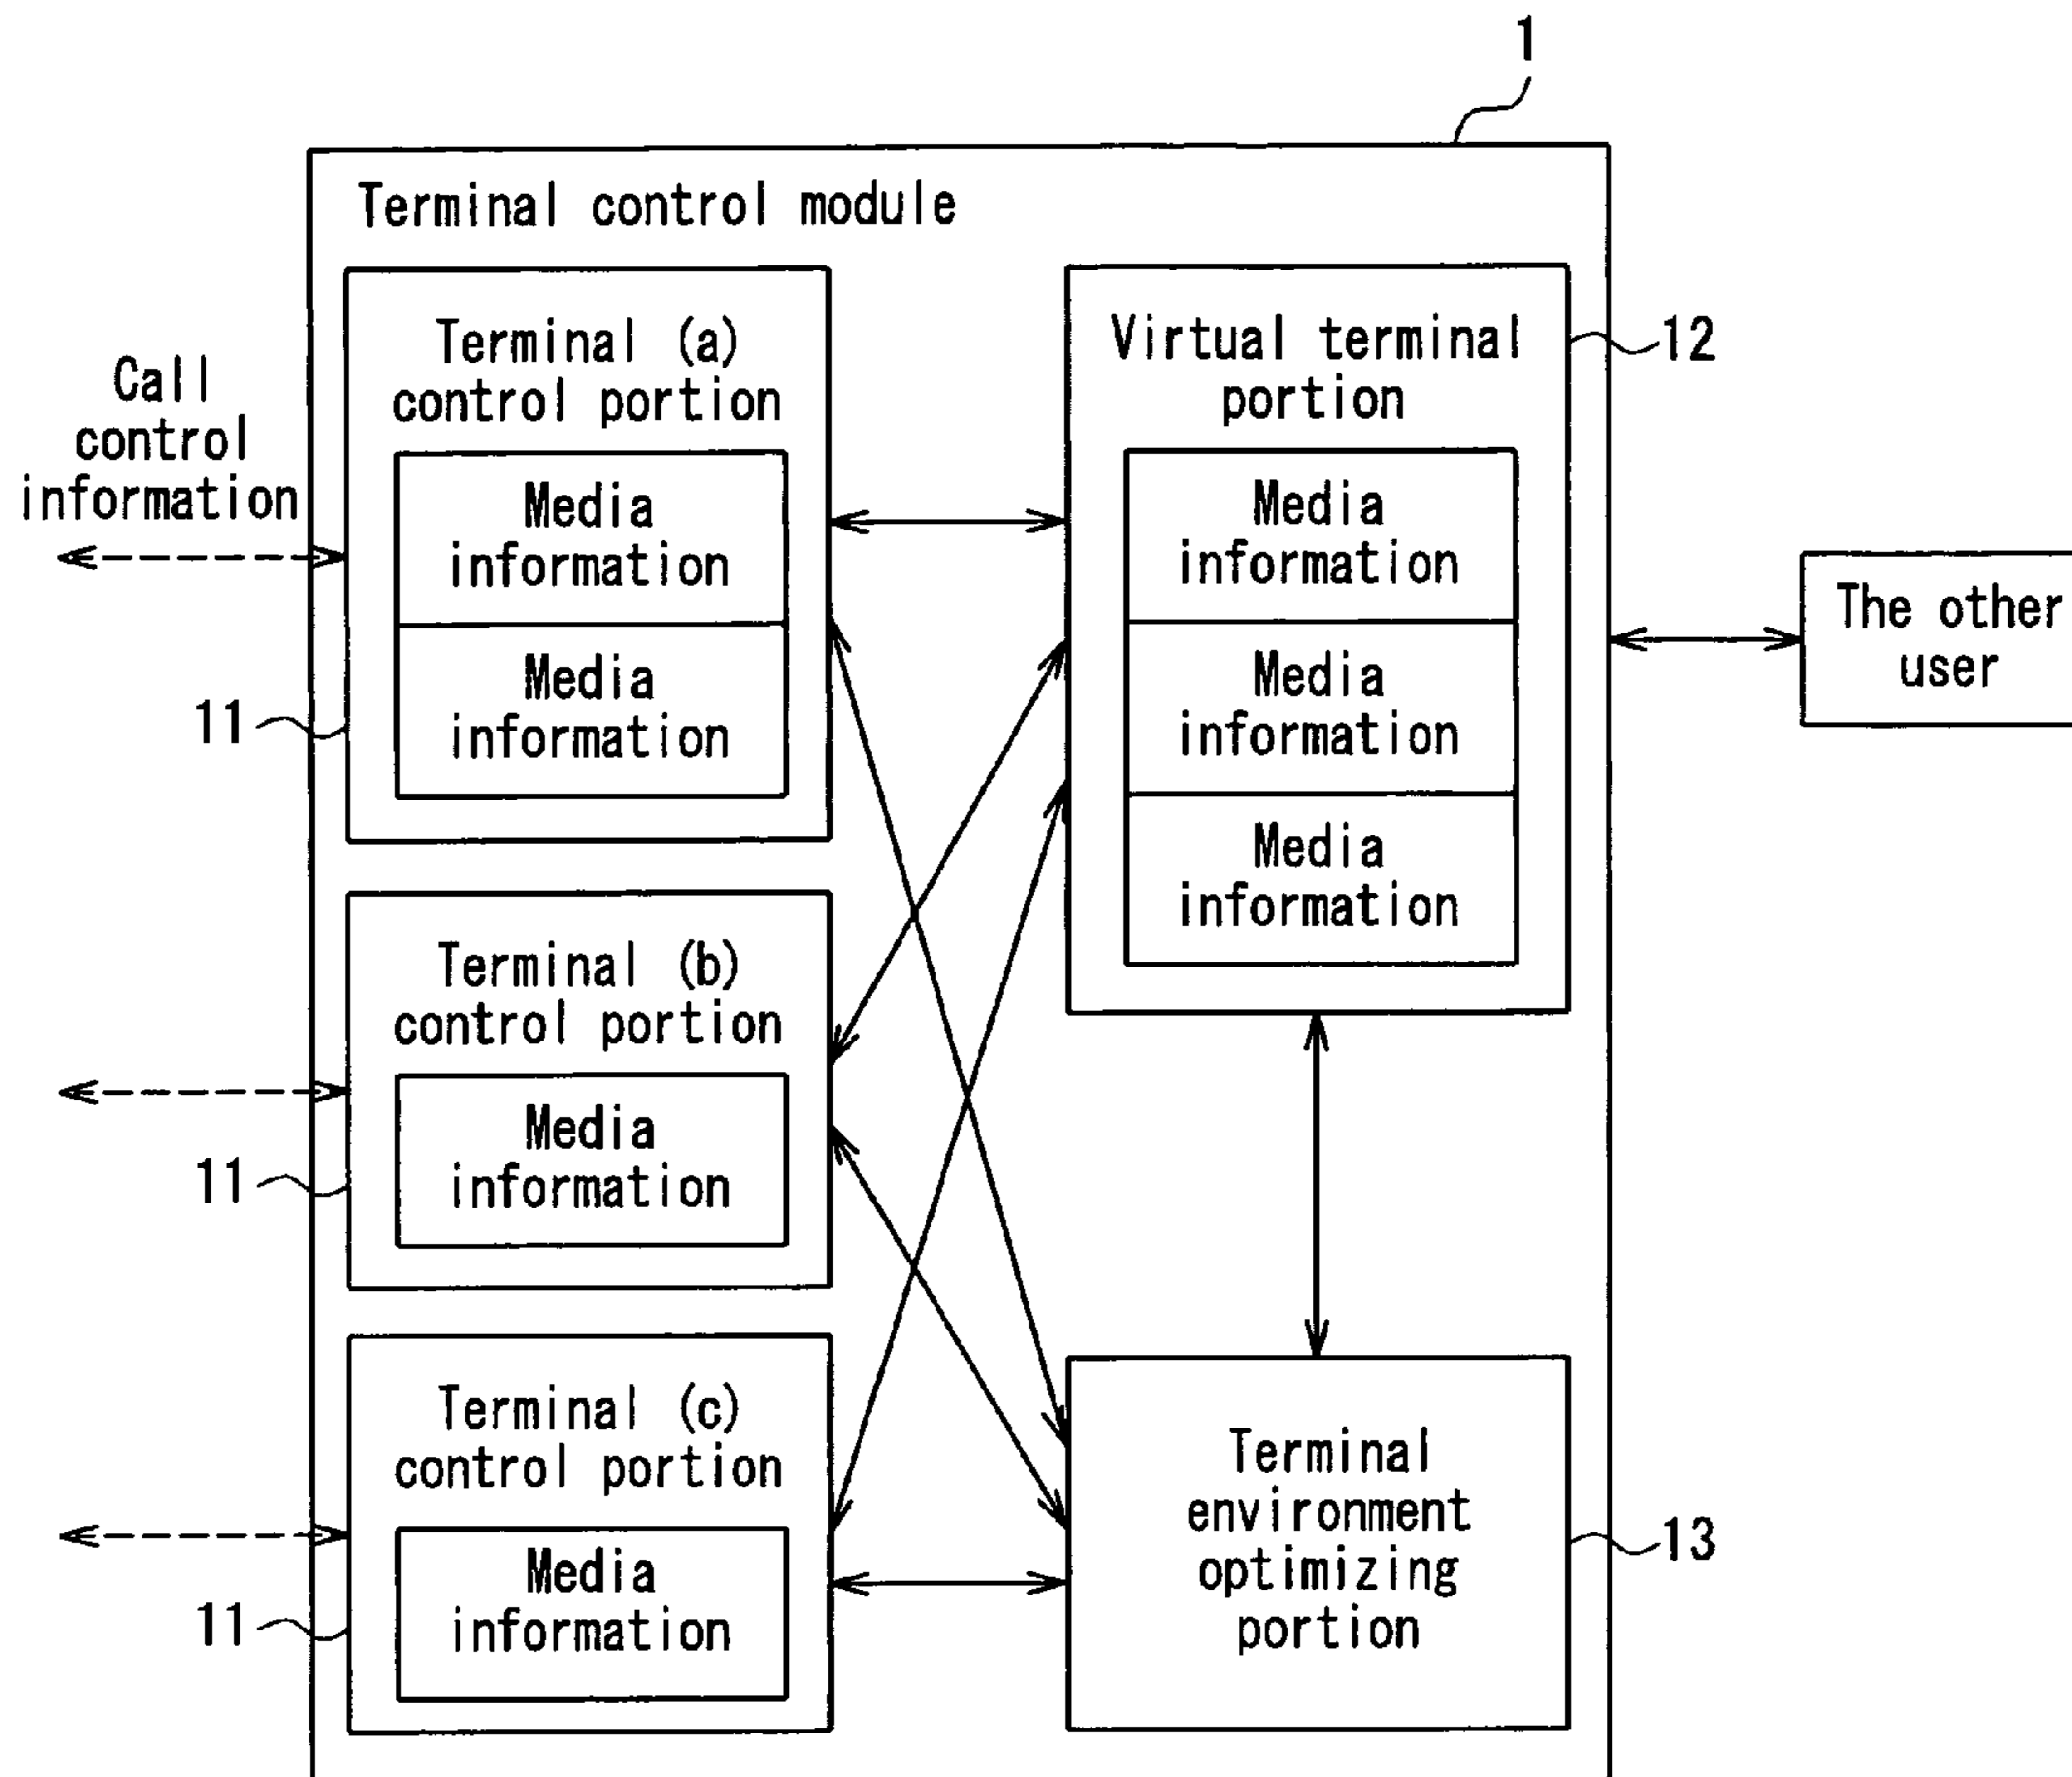 1
Terminal control module
Call
control
information
Terminal (a)
control portion
Media
information
Media
information
11
Virtual terminal
portion
Media
information
Media
information
Media
information
12
The other
user
Terminal (b)
control portion
Media
information
11
Terminal (c)
control portion
Media
information
11
Terminal
environment
optimizing
portion
13